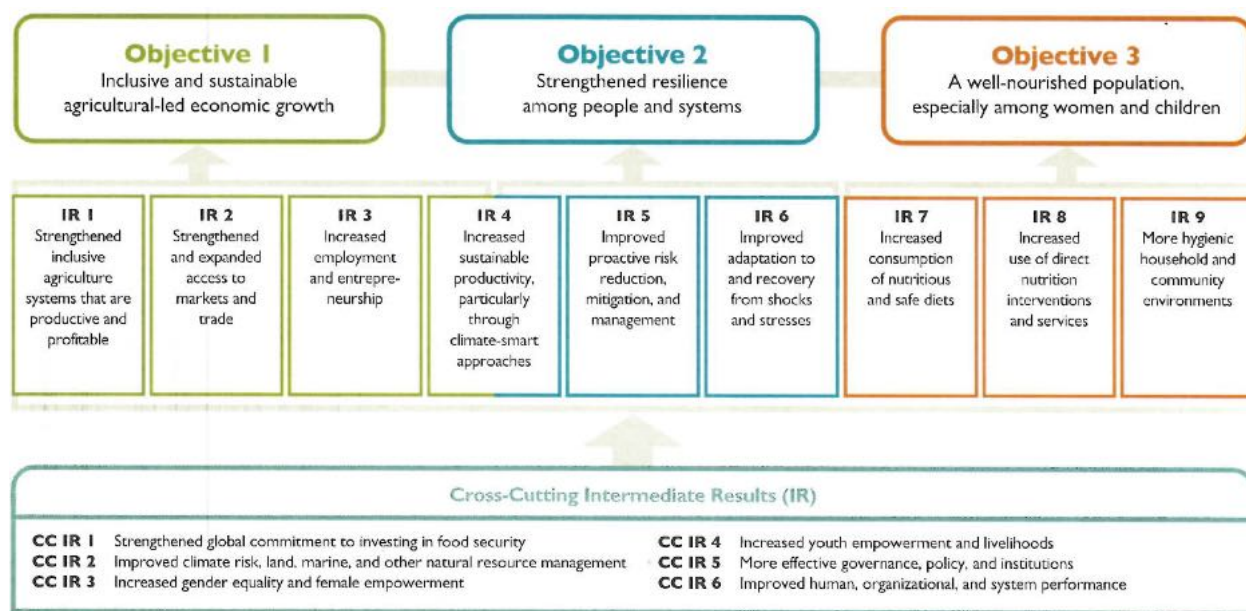 Objective 1
Inclusive and sustainable
agricultural-led economic growth
Objective 2
Strengthened resilience
among people and systems
Objective 3
A well-nourished population,
especially among women and children
IR 1
Strengthened
inclusive
agriculture
systems that are
productive and
profitable
IR 2
Strengthened
and expanded
access to
markets and
trade
IR 3
Increased
employment
and entrepre-
neurship
IR 4
Increased
sustainable
productivity,
particularly
through
climate-smart
approaches
IR 5
Improved
proactive risk
reduction,
mitigation, and
management
IR 6
Improved
adaptation to
and recovery
from shocks
and stresses
IR 7
Increased
consumption
of nutritious
and safe diets
IR 8
Increased
use of direct
nutrition
interventions
and services
IR 9
More hygienic
household and
community
environments
Cross-Cutting Intermediate Results (IR)
CC IR 1 Strengthened global commitment to investing in food security
CC IR 2 Improved climate risk, land, marine, and other natural resource management
CC IR 3 Increased gender equality and female empowerment
CC IR 4 Increased youth empowerment and livelihoods
CC IR 5 More effective governance, policy, and institutions
CC IR 6 Improved human, organizational, and system performance